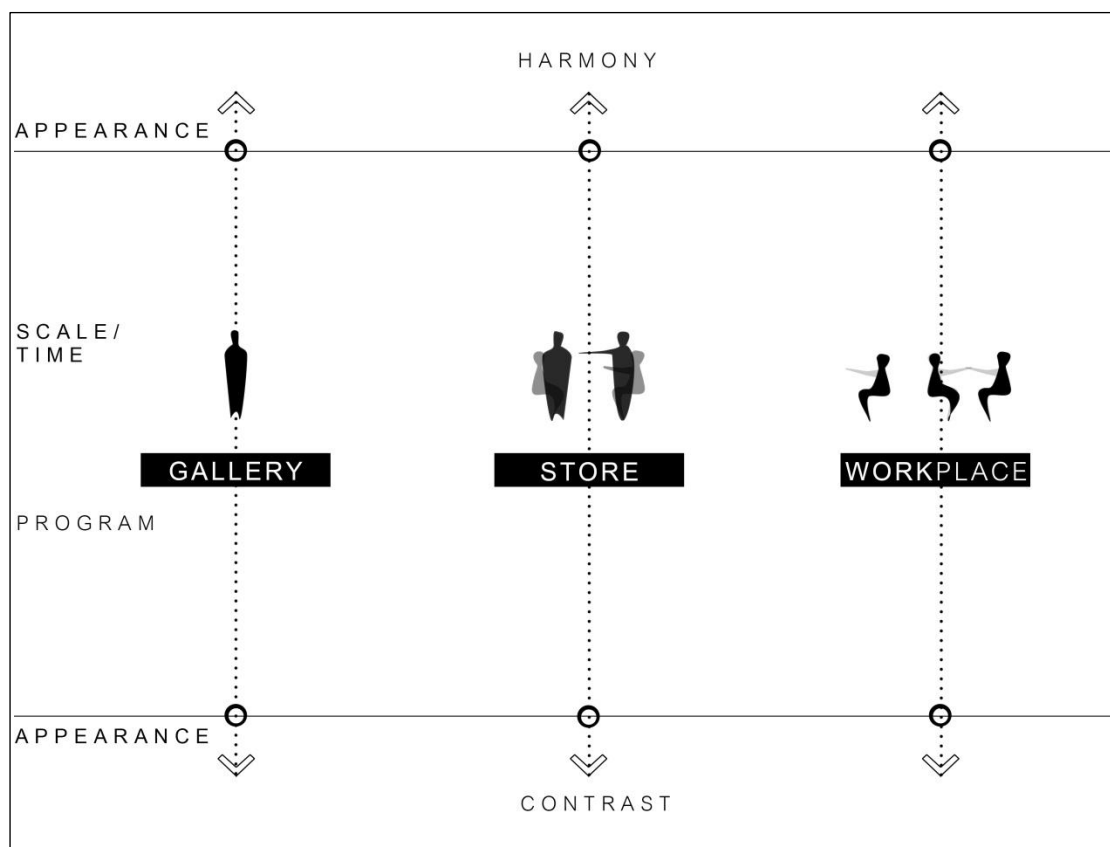 HARMONY
APPEARANCE
SCALE/
TIME
GALLERY
STORE
WORKPLACE
PROGRAM
APPEARANCE
CONTRAST